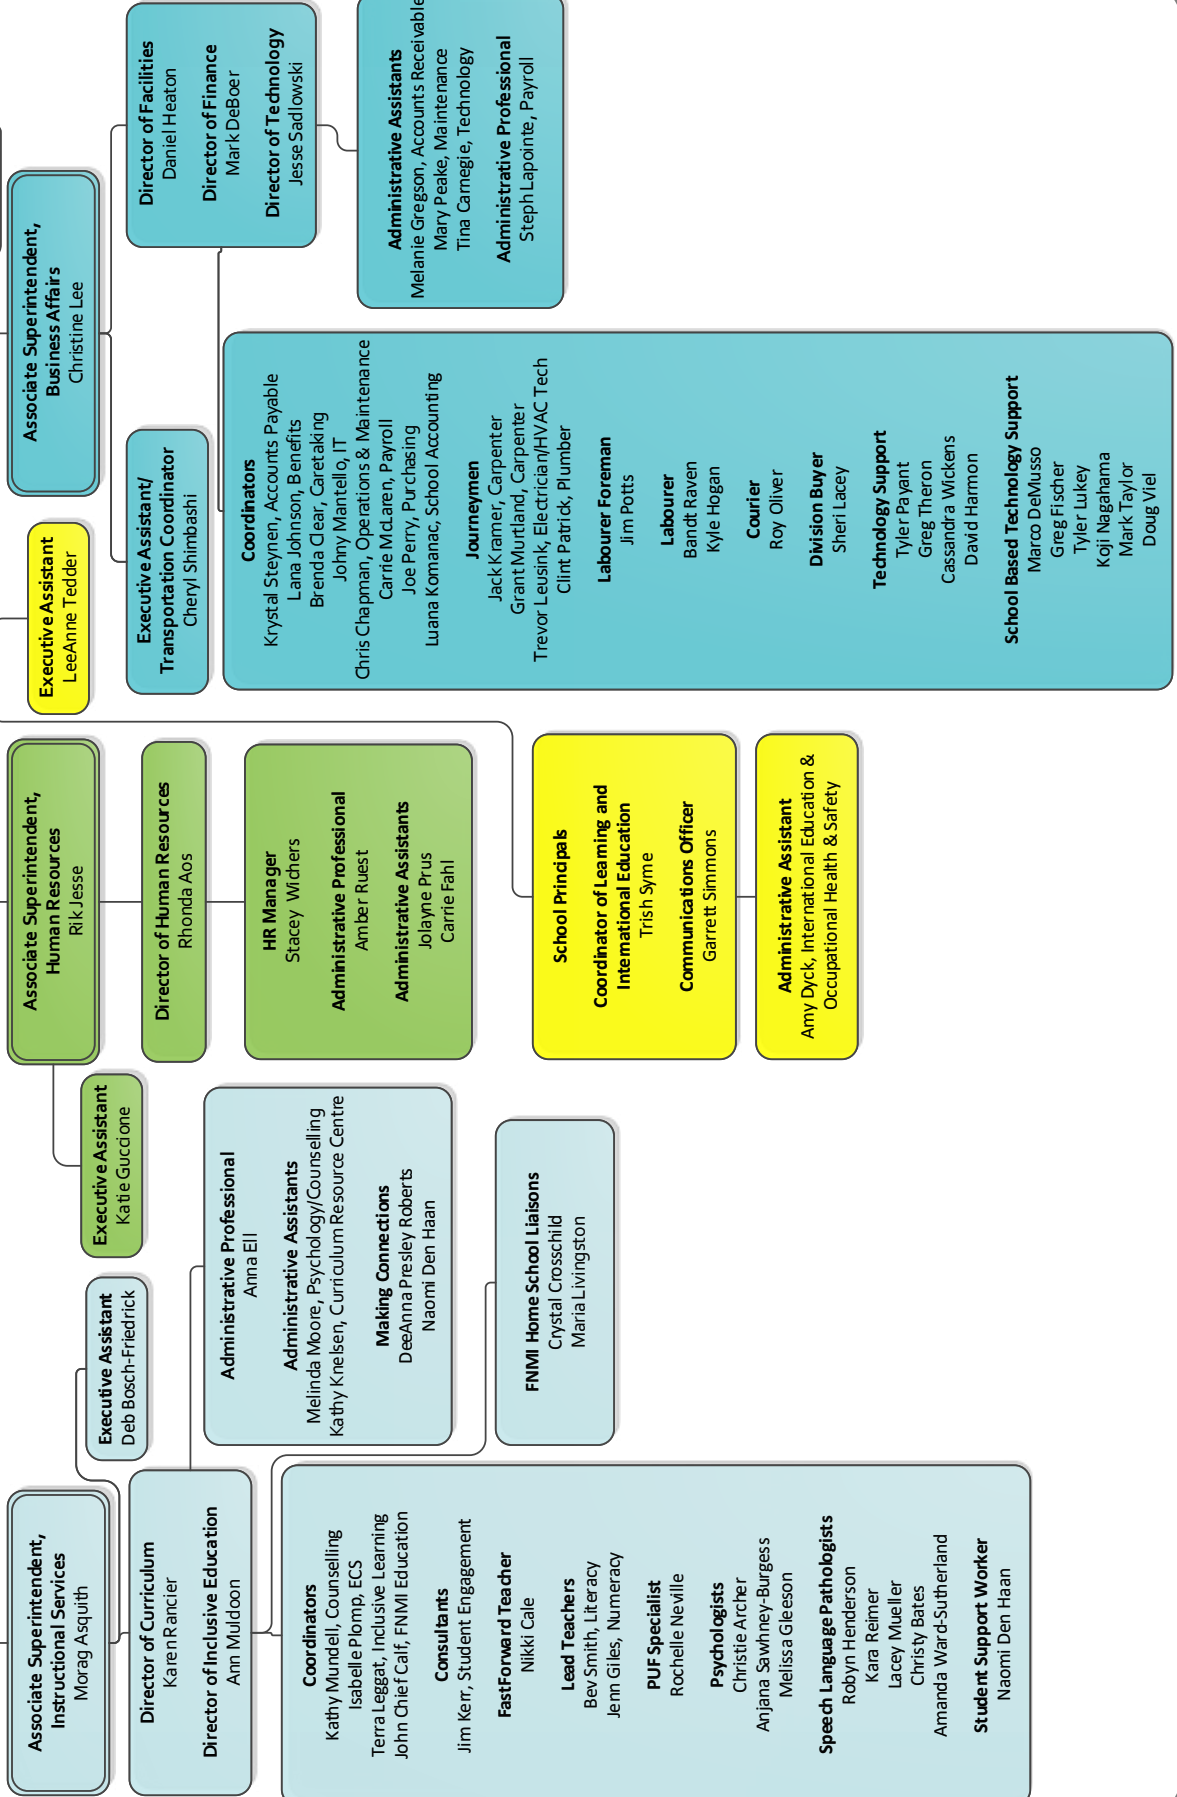 Associate Superintendent,
Instructional Services
Morag Asquith
Executive Assistant
Deb Bosch-Friedrick
Director of Curriculum
Karen Rancier
Director of Inclusive Education
Ann Muldoon
Administrative Professional
Anna Ell
Administrative Assistants
Melinda Moore, Psychology/Counselling
Kathy Knelsen, Curriculum Resource Centre
Making Connections
DeeAnna Presley Roberts
Naomi Den Haan
FNMI Home School Liaisons
Crystal Crosschild
Maria Livingston
Coordinators
Kathy Mundell, Counselling
Isabelle Plomp, ECS
Terra Leggat, Inclusive Learning
John Chief Calf, FNMI Education
Consultants
Jim Kerr, Student Engagement
FastForward Teacher
Nikki Cale
Lead Teachers
Bev Smith, Literacy
Jenn Giles, Numeracy
PUF Specialist
Rochelle Neville
Psychologists
Christie Archer
Anjana Sawhney-Burgess
Melissa Gleeson
Speech Language Pathologists
Robyn Henderson
Kara Reimer
Lacey Mueller
Christy Bates
Amanda Ward-Sutherland
Student Support Worker
Naomi Den Haan
Associate Superintendent,
Human Resources
Rik Jesse
Executive Assistant
Katie Guccione
Director of Human Resources
Rhonda Aos
HR Manager
Stacey Wichers
Administrative Professional
Amber Ruest
Administrative Assistants
Jolayne Prus
Carrie Fahl
School Principals
Coordinator of Learning and
International Education
Trish Syme
Communications Officer
Garrett Simmons
Administrative Assistant
Amy Dyck, International Education &
Occupational Health & Safety
Executive Assistant
LeeAnne Tedder
Associate Superintendent,
Business Affairs
Christine Lee
Executive Assistant/
Transportation Coordinator
Cheryl Shimbashi
Director of Facilities
Daniel Heaton
Director of Finance
Mark DeBoer
Director of Technology
Jesse Sadlowski
Administrative Assistants
Melanie Gregson, Accounts Receivable
Mary Peake, Maintenance
Tina Carnegie, Technology
Administrative Professional
Steph Lapointe, Payroll
Coordinators
Krystal Steynen, Accounts Payable
Lana Johnson, Benefits
Brenda Clear, Caretaking
Johny Mantello, IT
Chris Chapman, Operations & Maintenance
Carrie McLaren, Payroll
Joe Perry, Purchasing
Luana Komanac, School Accounting
Journeymen
Jack Kramer, Carpenter
Grant Murtland, Carpenter
Trevor Leusink, Electrician/HVAC Tech
Clint Patrick, Plumber
Labourer Foreman
Jim Potts
Labourer
Bandt Raven
Kyle Hogan
Courier
Roy Oliver
Division Buyer
Sheri Lacey
Technology Support
Tyler Payant
Greg Theron
Cassandra Wickens
David Harmon
School Based Technology Support
Marco DeMusso
Greg Fischer
Tyler Lukey
Koji Nagahama
Mark Taylor
Doug Viel